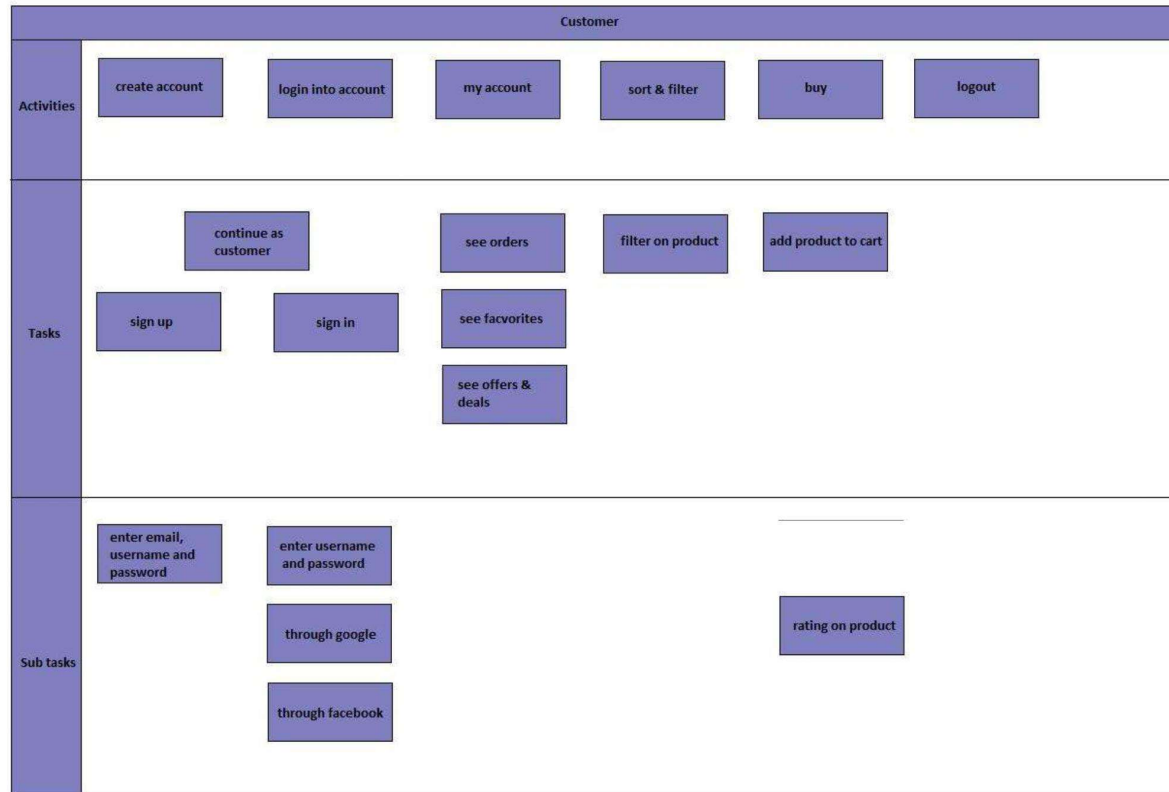 Customer
Activities
create account
login into account
my account
sort & filter
buy
logout
Tasks
continue as
customer
see orders
filter on product
add product to cart
sign up
sign in
see facvorites
see offers &
deals
Sub tasks
enter email,
username and
password
enter username
and password
through google
rating on product
through facebook